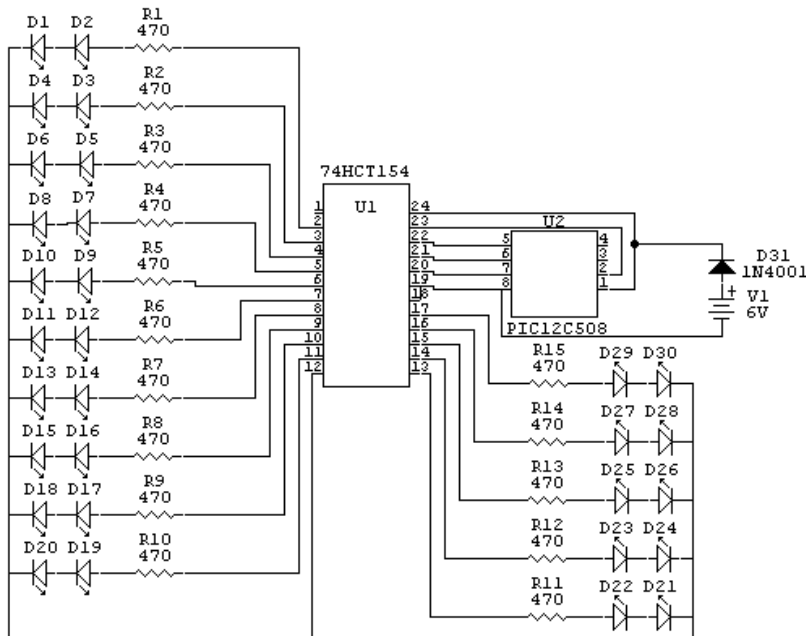 D1 D2 R1
470
D4 D3 R2
470
D6 D5 R3
470
D8 D7 R4
470
D10 D9 R5
470
D11 D12 R6
470
D13 D14 R7
470
D15 D16 R8
470
D18 D17 R9
470
D20 D19 R10
470
74HCT154
U1
1
2
3
4
5
6
7
8
9
10
11
12
24
23
22
21
20
19
18
17
16
15
14
13
U2
5 4
6 3
7 2
8 1
PIC12C508
D31
1N4001
+
V1
6V
R15 D29 D30
470
R14 D27 D28
470
R13 D25 D26
470
R12 D23 D24
470
R11 D22 D21
470